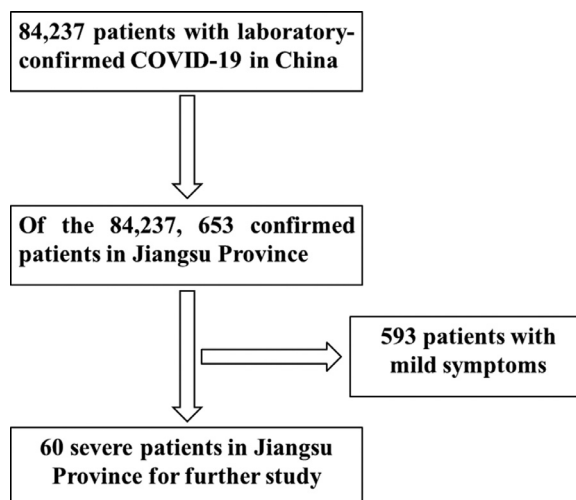 84,237 patients with laboratory-
confirmed COVID-19 in China
Of the 84,237, 653 confirmed
patients in Jiangsu Province
593 patients with
mild symptoms
60 severe patients in Jiangsu
Province for further study